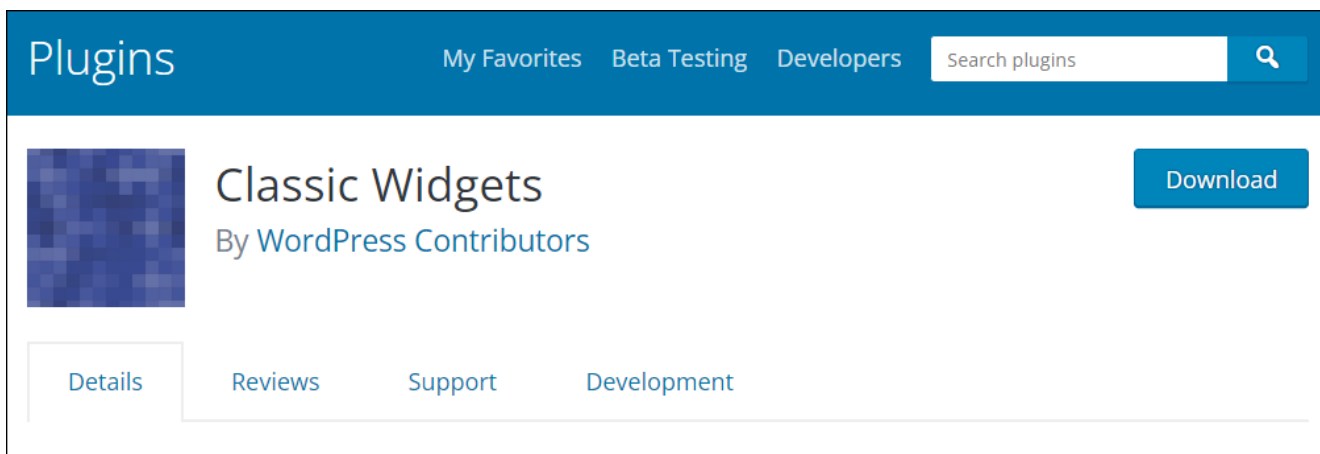 Plugins My Favorites Beta Testing Developers Search plugins
Classic Widgets
Download
By WordPress Contributors
Details Reviews Support Development